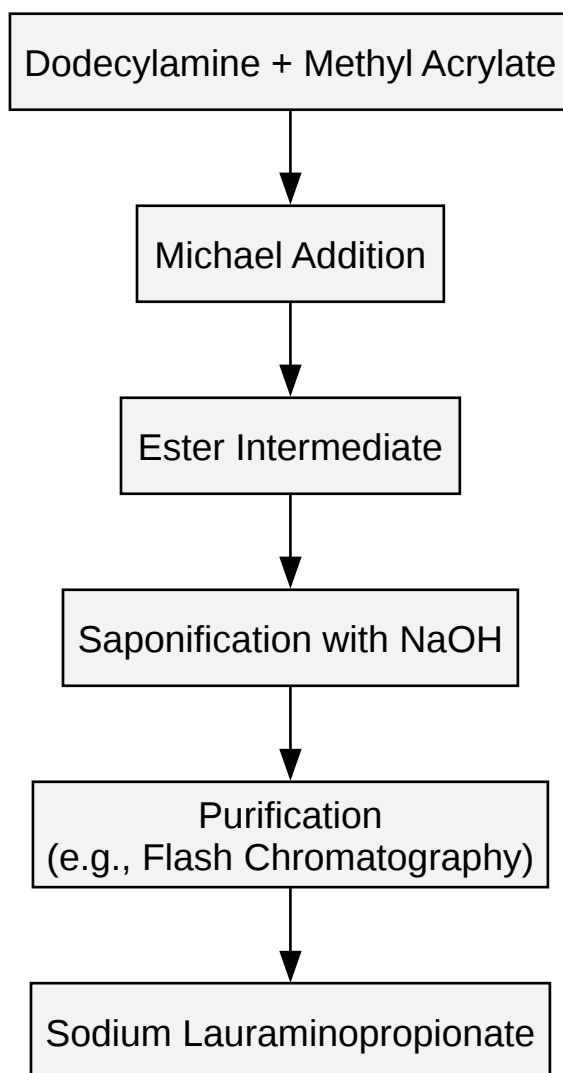 Dodecylamine + Methyl Acrylate
Michael Addition
Ester Intermediate
Saponification with NaOH
Purification
(e.g., Flash Chromatography)
Sodium Lauraminopropionate